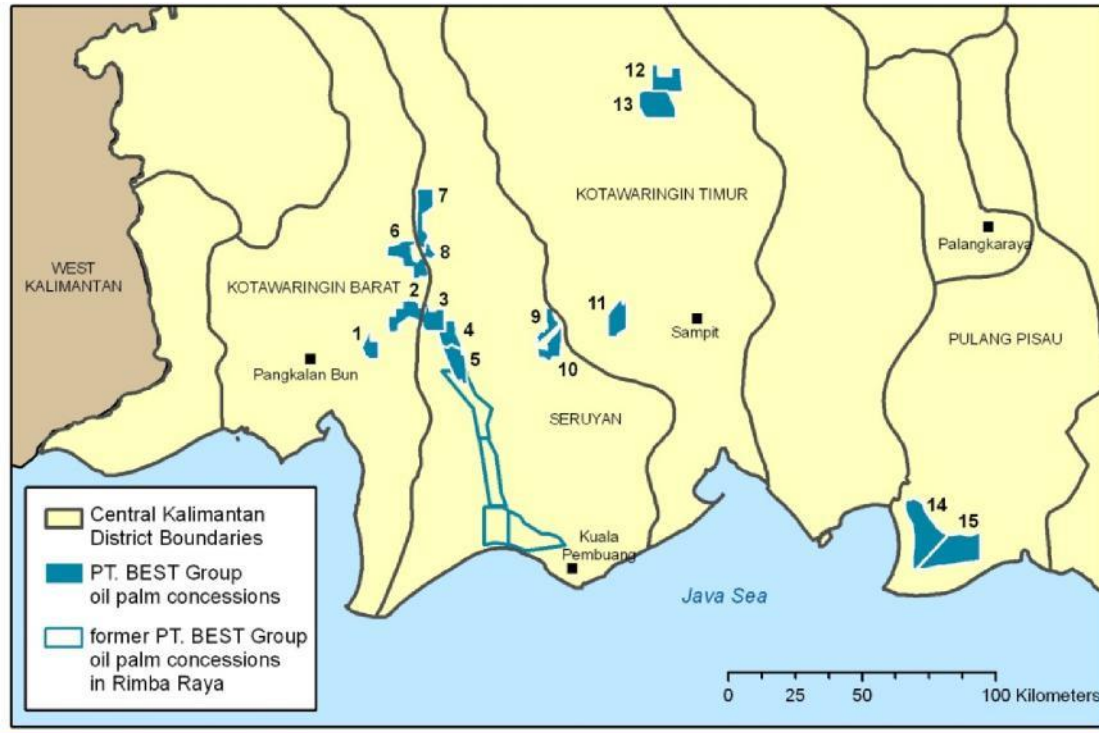 12
13
KOTAWARINGIN TIMUR
7
6
8
Palangkaraya
WEST
KALIMANTAN
KOTAWARINGIN BARAT
2
3
9
11
4
1
5
10
Sampit
PULANG PISAU
Pangkalan Bun
SERUYAN
14
15
Kuala
Pembuang
Java Sea
Central Kalimantan
District Boundaries
PT. BEST Group
oil palm concessions
former PT. BEST Group
oil palm concessions
in Rimba Raya
0 25 50 100 Kilometers